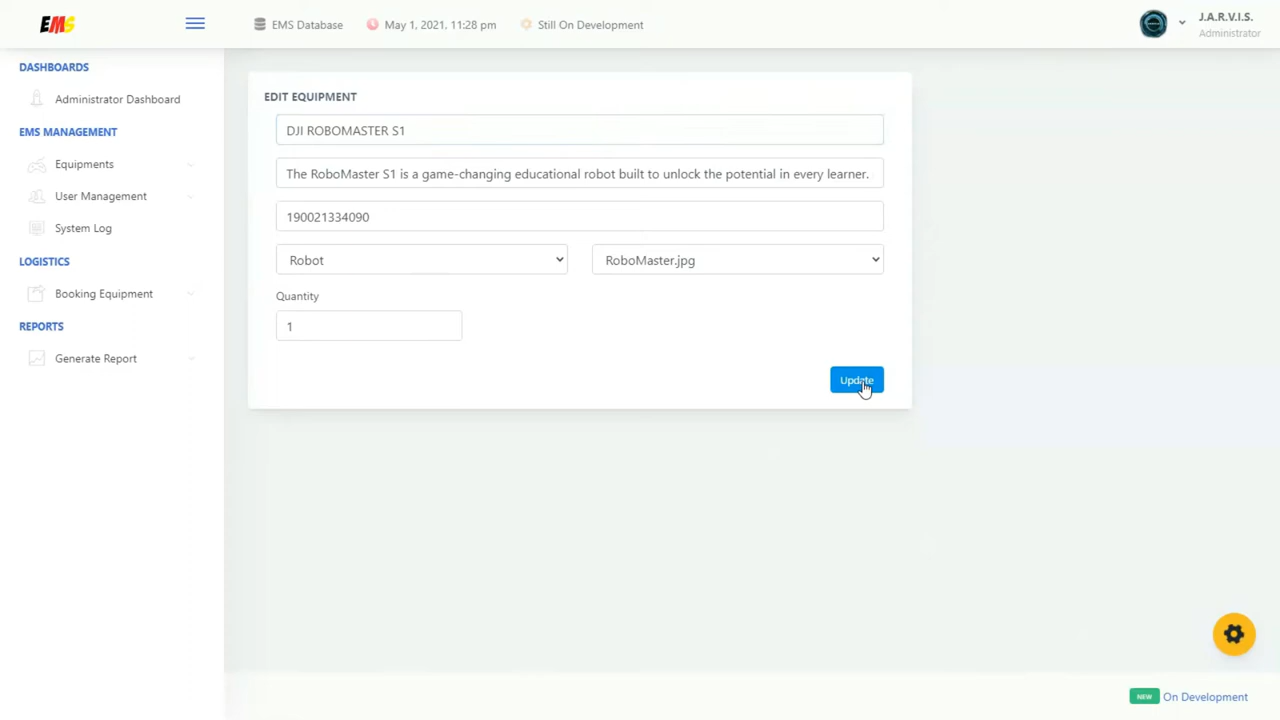 EMS
EMS Database
May 1, 2021, 11:28 pm
Still On Development
J.A.R.V.I.S.
Administrator
DASHBOARDS
Administrator Dashboard
EMS MANAGEMENT
Equipments
User Management
System Log
LOGISTICS
Booking Equipment
REPORTS
Generate Report
EDIT EQUIPMENT
DJI ROBOMASTER S1
The RoboMaster S1 is a game-changing educational robot built to unlock the potential in every learner.
190021334090
Robot
RoboMaster.jpg
Quantity
1
Update
NEW On Development